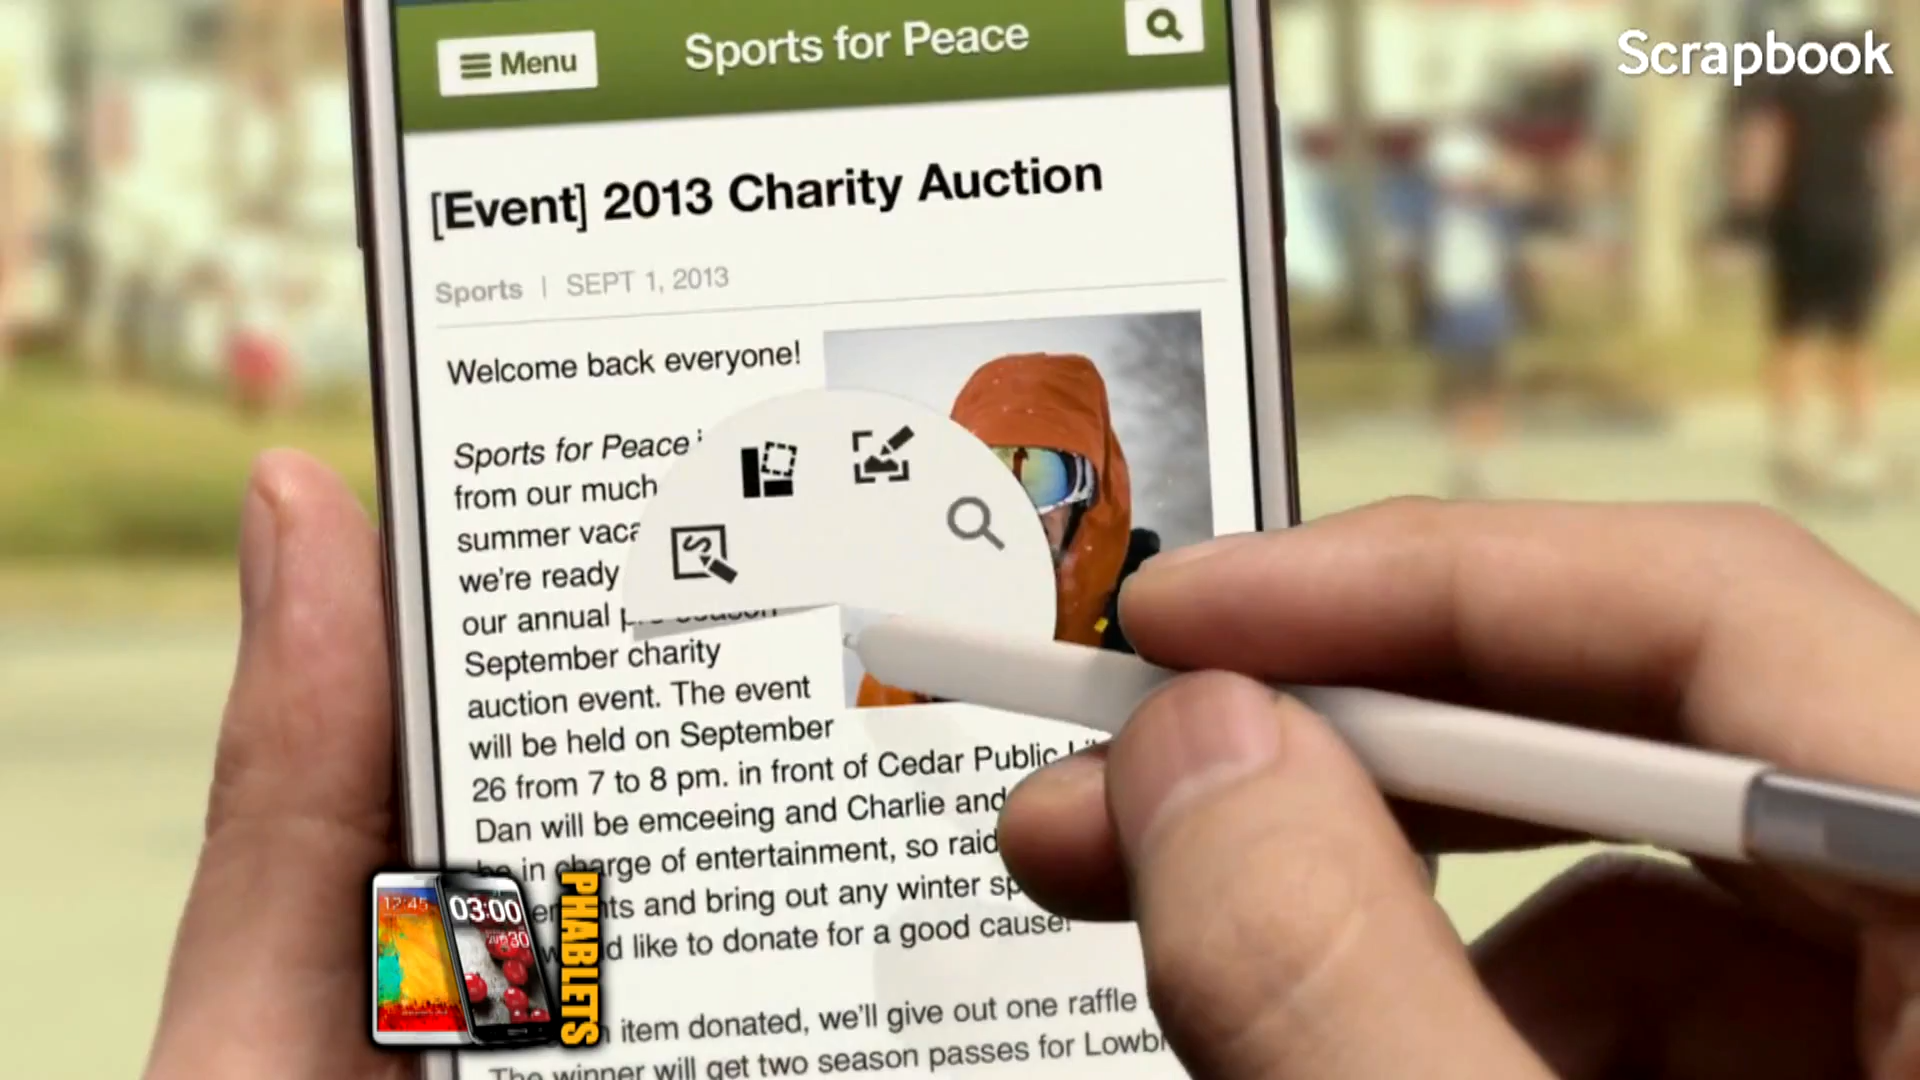 Scrapbook
Menu
Sports for Peace
[Event] 2013 Charity Auction
Sports | SEPT 1, 2013
Welcome back everyone!
Sports for Peace
from our much
summer
we're ready
our annual
September charity
auction event. The event
will be held on September
26 from 7 to 8 pm. in front of Cedar Public
Dan will be emceeing and Charlie and
be in charge of entertainment, so raid
and bring out any winter
like to donate for a good cause!
item donated, we'll give out one raffle
The winner will get two season passes for
12:45
03:00
30
PHABLETS